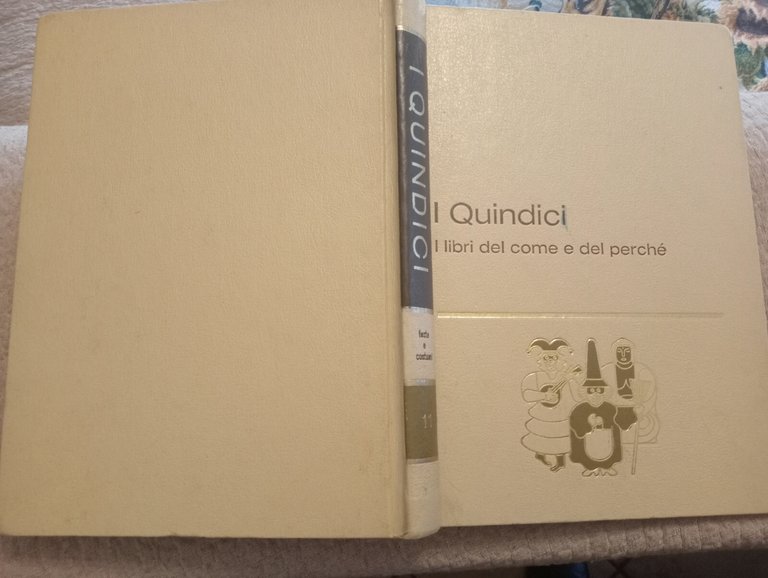 I QUINDICI
feste
e
costumi
11
I Quindici
I libri del come e del perché